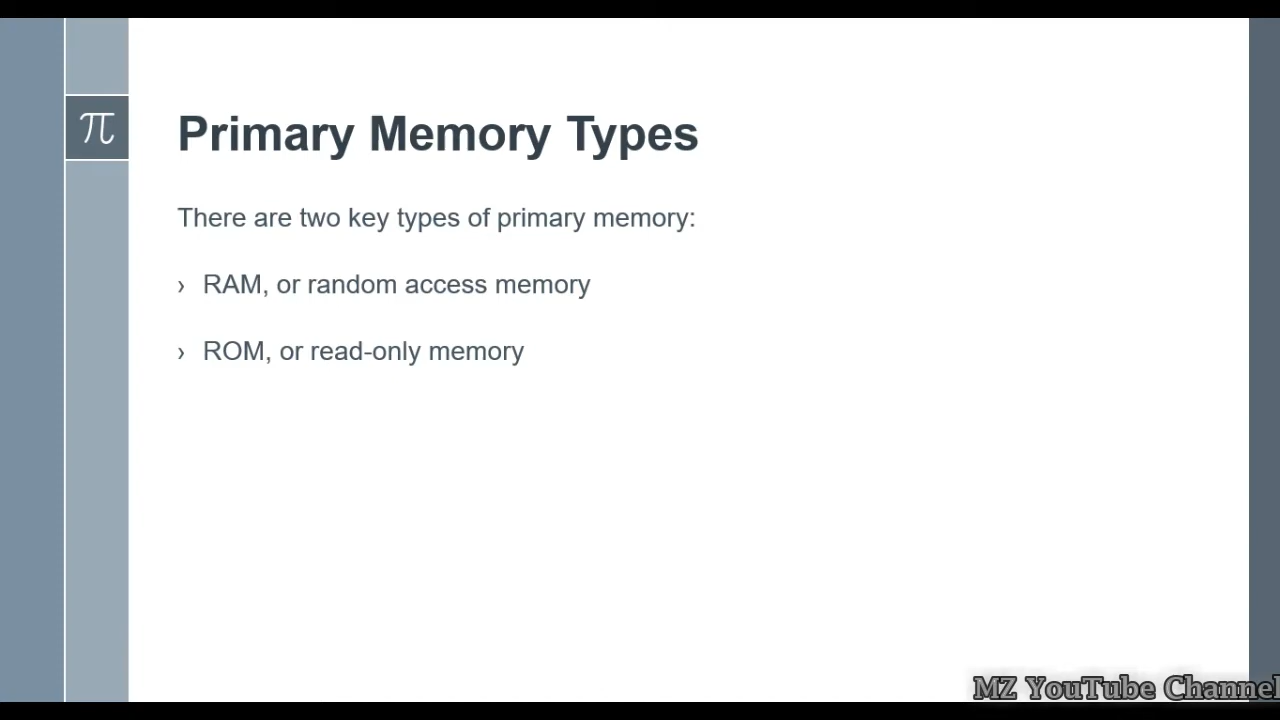 π
Primary Memory Types
There are two key types of primary memory:
› RAM, or random access memory
› ROM, or read-only memory
MZ YouTube Channel